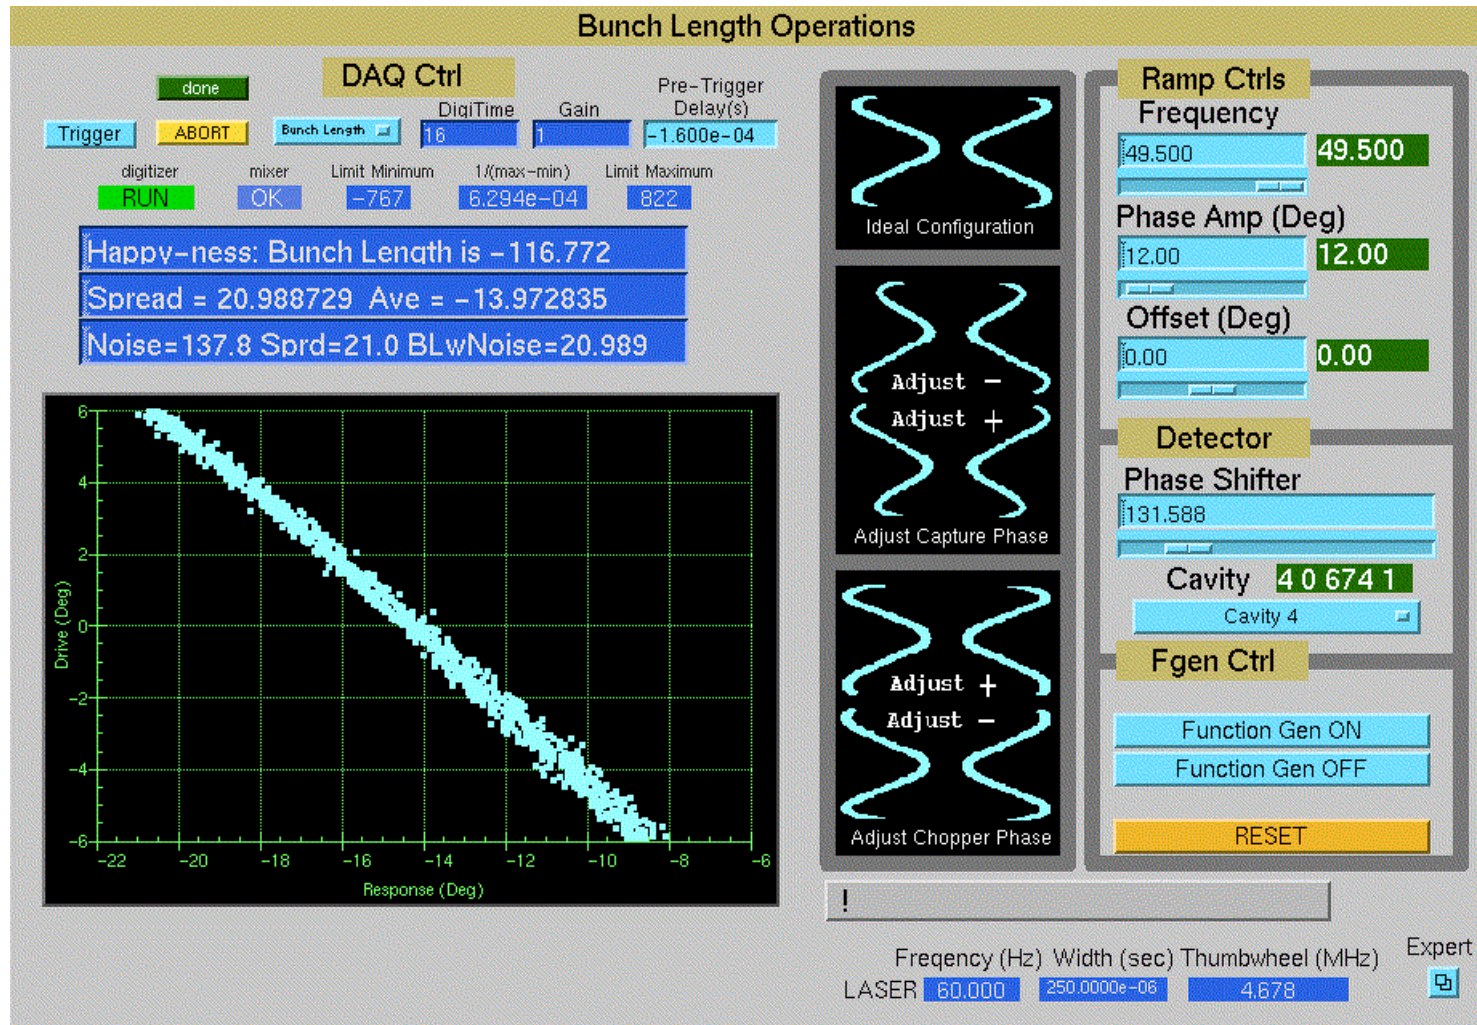 Bunch Length Operations
DAQ Ctrl
done
Trigger
ABORT
Bunch Length
DigiTime
16
Gain
1
Pre-Trigger
Delay(s)
-1.600e-04
digitizer
RUN
mixer
OK
Limit Minimum
-767
1/(max-min)
6.294e-04
Limit Maximum
822
Happy-ness: Bunch Length is -116.772
Spread = 20.988729 Ave = -13.972835
Noise=137.8 Sprd=21.0 BLwNoise=20.989
Drive (Deg)
6
4
2
0
-2
-4
-6
-22 -20 -18 -16 -14 -12 -10 -8 -6
Response (Deg)
Ideal Configuration
Adjust -
Adjust +
Adjust Capture Phase
Adjust +
Adjust -
Adjust Chopper Phase
Ramp Ctrls
Frequency
49.500 49.500
Phase Amp (Deg)
12.00 12.00
Offset (Deg)
0.00 0.00
Detector
Phase Shifter
131.588
Cavity 4 0 674 1
Cavity 4
Fgen Ctrl
Function Gen ON
Function Gen OFF
RESET
!
Freqency (Hz) Width (sec) Thumbwheel (MHz)
LASER 60.000 250.0000e-06 4.678
Expert